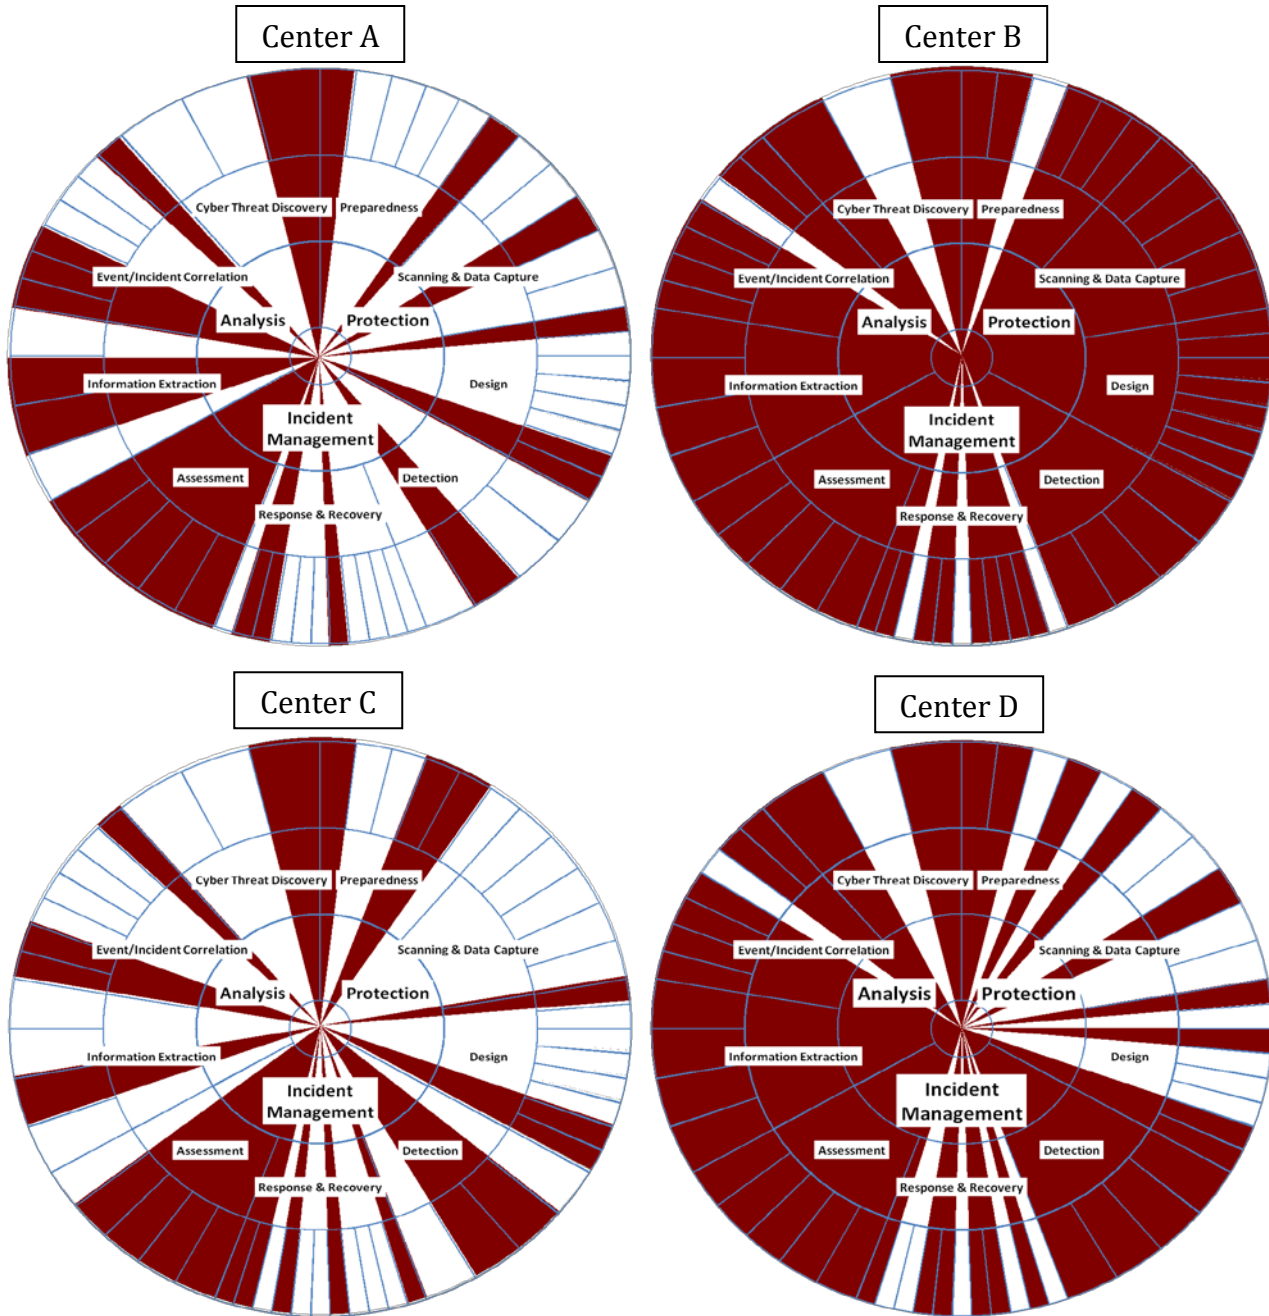 Center A
Cyber Threat Discovery
Preparedness
Event/Incident Correlation
Scanning & Data Capture
Analysis
Protection
Information Extraction
Design
Incident
Management
Assessment
Detection
Response & Recovery
Center B
Cyber Threat Discovery
Preparedness
Event/Incident Correlation
Scanning & Data Capture
Analysis
Protection
Information Extraction
Design
Incident
Management
Assessment
Detection
Response & Recovery
Center C
Cyber Threat Discovery
Preparedness
Event/Incident Correlation
Scanning & Data Capture
Analysis
Protection
Information Extraction
Design
Incident
Management
Assessment
Detection
Response & Recovery
Center D
Cyber Threat Discovery
Preparedness
Event/Incident Correlation
Scanning & Data Capture
Analysis
Protection
Information Extraction
Design
Incident
Management
Assessment
Detection
Response & Recovery